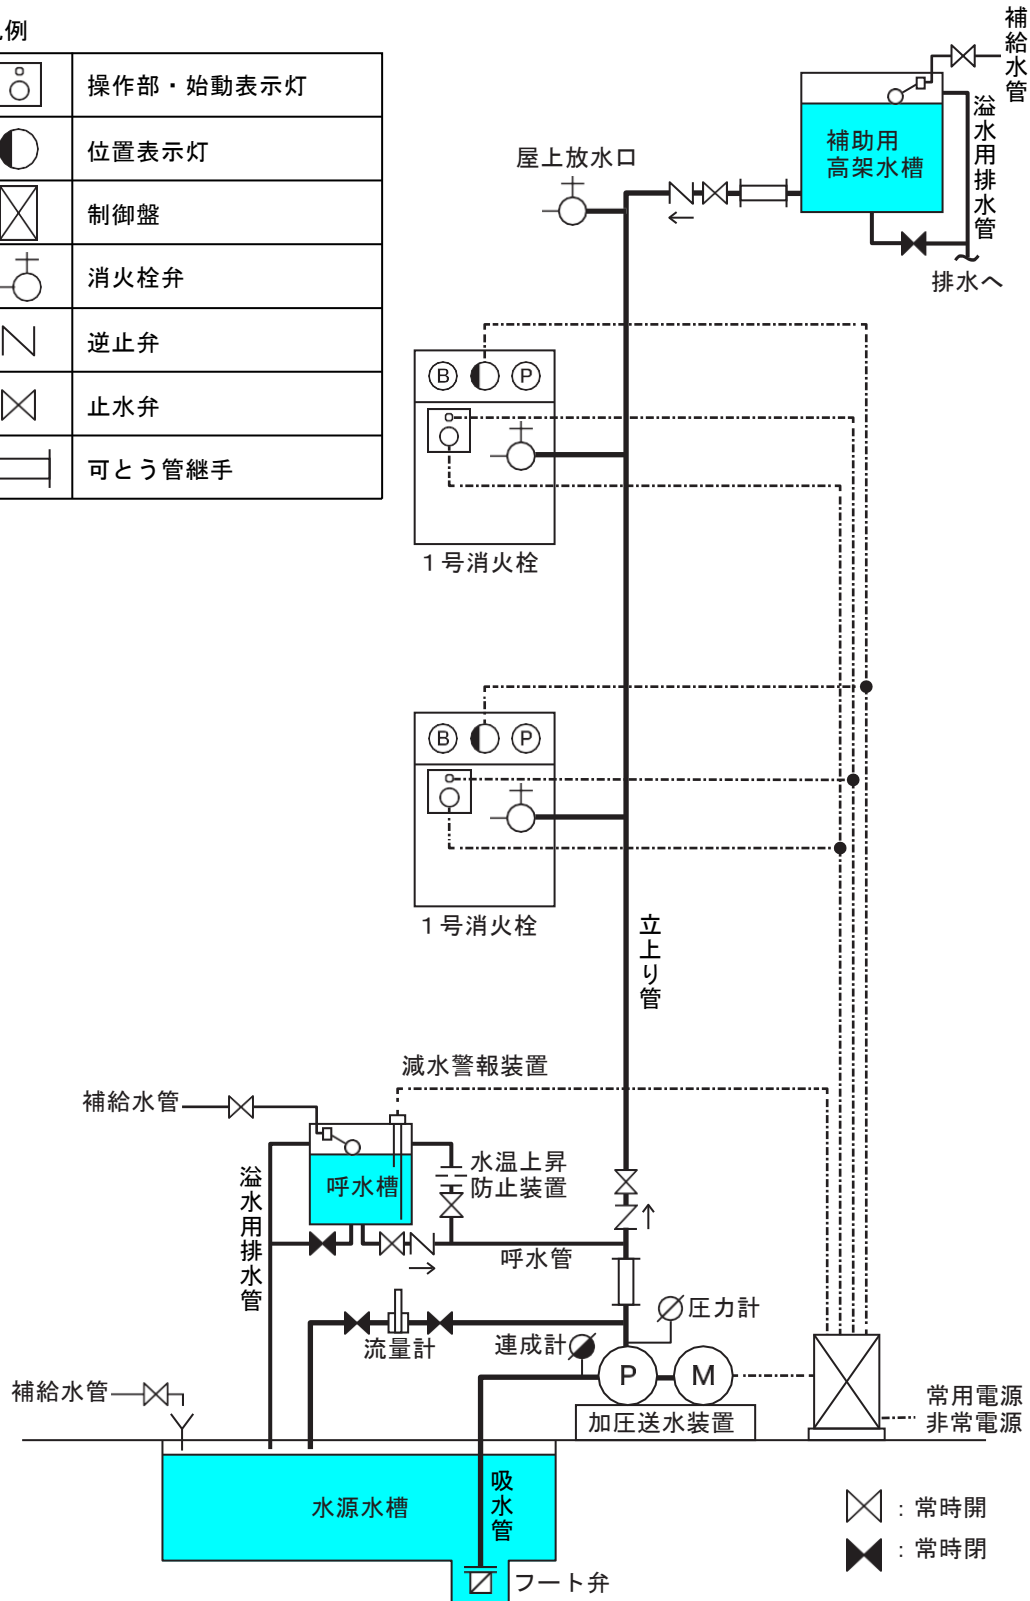 例
操作部・始動表示灯
位置表示灯
制御盤
消火栓弁
逆止弁
止水弁
可とう管継手
補給水管
溢水用排水管
補助用
高架水槽
排水へ
屋上放水口
B
P
1号消火栓
B
P
1号消火栓
立上り管
減水警報装置
補給水管
呼水槽
水温上昇
防止装置
溢水用排水管
呼水管
流量計
圧力計
連成計
P
M
加圧送水装置
補給水管
常用電源
非常電源
水源水槽
吸水管
フート弁
：常時開
：常時閉